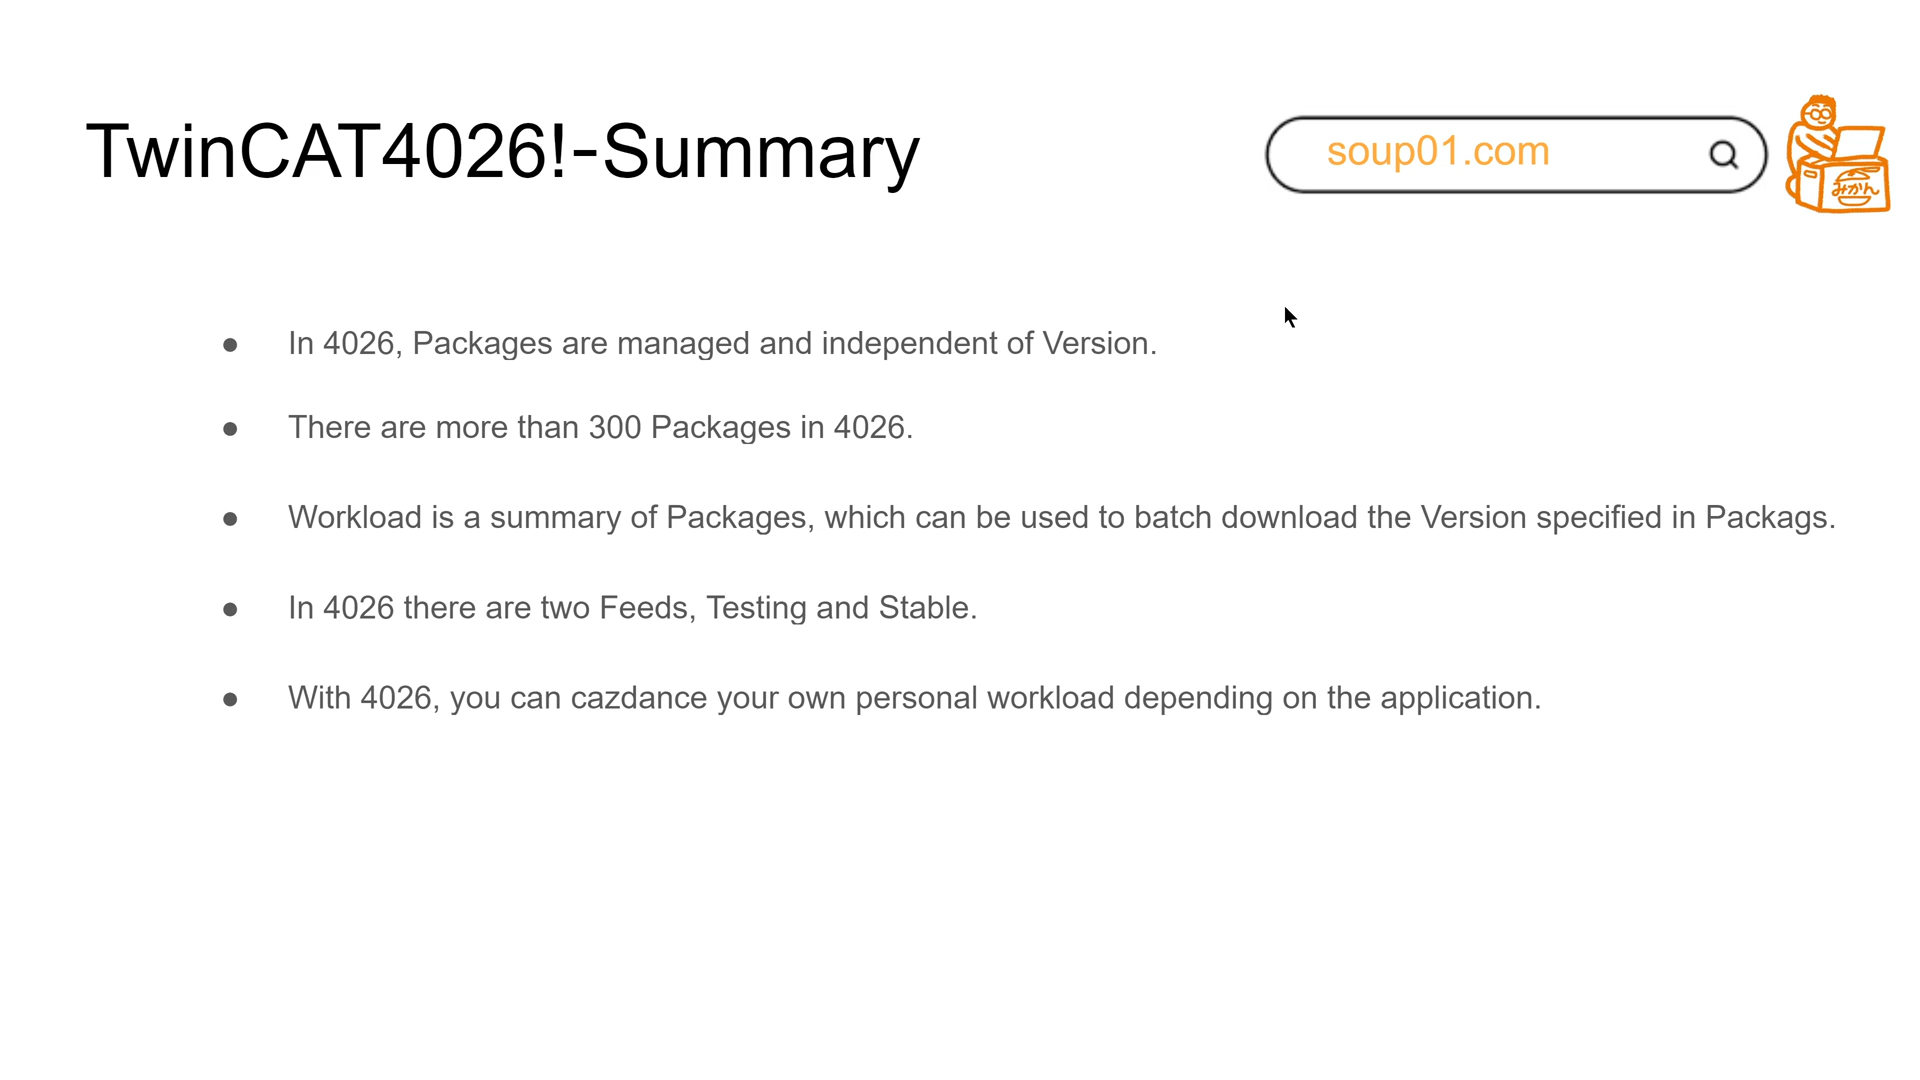 TwinCAT4026!-Summary
soup01.com
みかん
● In 4026, Packages are managed and independent of Version.
● There are more than 300 Packages in 4026.
● Workload is a summary of Packages, which can be used to batch download the Version specified in Packags.
● In 4026 there are two Feeds, Testing and Stable.
● With 4026, you can cazdance your own personal workload depending on the application.